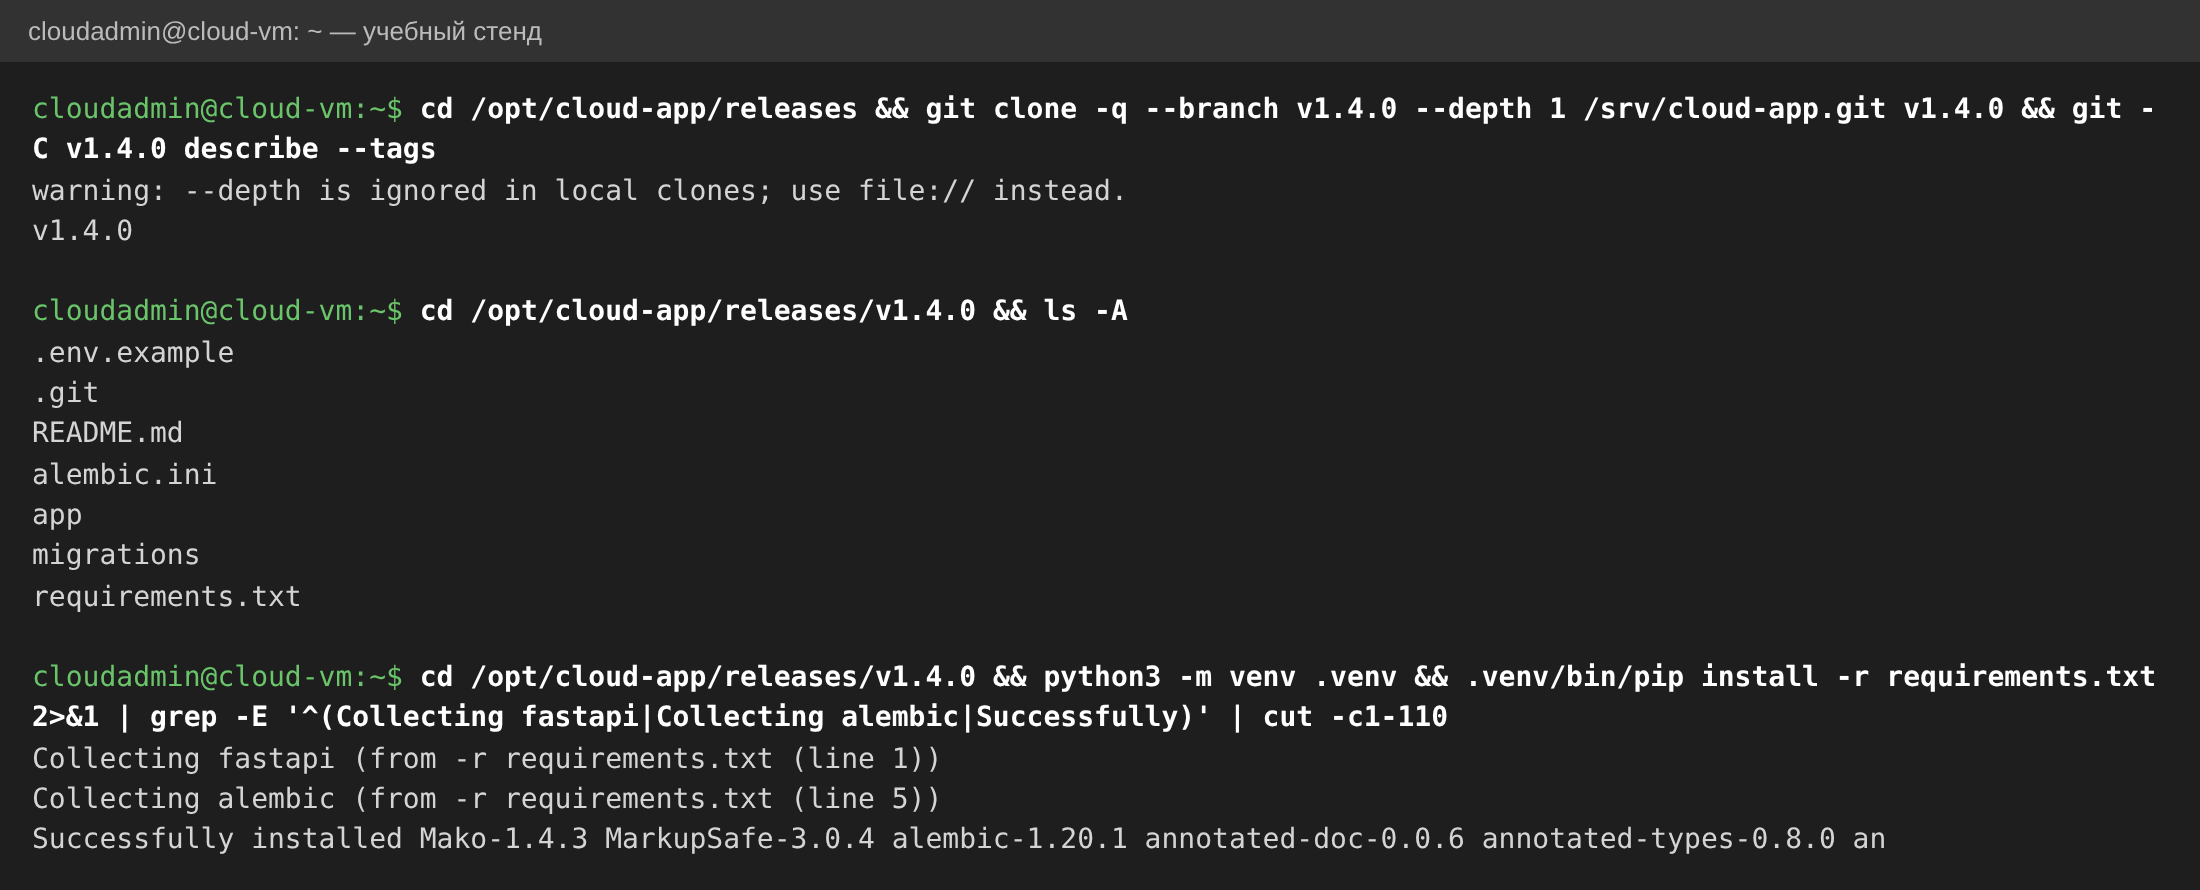 cloudadmin@cloud-vm: ~ — учебный стенд
cloudadmin@cloud-vm:~$ cd /opt/cloud-app/releases && git clone -q --branch v1.4.0 --depth 1 /srv/cloud-app.git v1.4.0 && git -
C v1.4.0 describe --tags
warning: --depth is ignored in local clones; use file:// instead.
v1.4.0
cloudadmin@cloud-vm:~$ cd /opt/cloud-app/releases/v1.4.0 && ls -A
.env.example
.git
README.md
alembic.ini
app
migrations
requirements.txt
cloudadmin@cloud-vm:~$ cd /opt/cloud-app/releases/v1.4.0 && python3 -m venv .venv && .venv/bin/pip install -r requirements.txt
2>&1 | grep -E '^(Collecting fastapi|Collecting alembic|Successfully)' | cut -c1-110
Collecting fastapi (from -r requirements.txt (line 1))
Collecting alembic (from -r requirements.txt (line 5))
Successfully installed Mako-1.4.3 MarkupSafe-3.0.4 alembic-1.20.1 annotated-doc-0.0.6 annotated-types-0.8.0 an